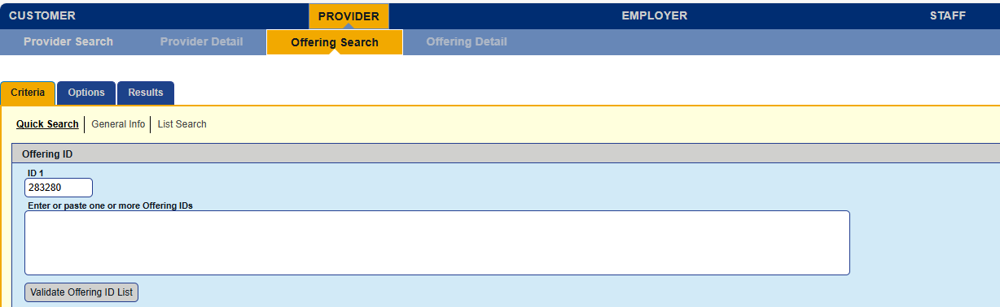 CUSTOMER PROVIDER EMPLOYER STAFF
Provider Search Provider Detail Offering Search Offering Detail
Criteria Options Results
Quick Search General Info List Search
Offering ID
ID 1
283280
Enter or paste one or more Offering IDs
Validate Offering ID List